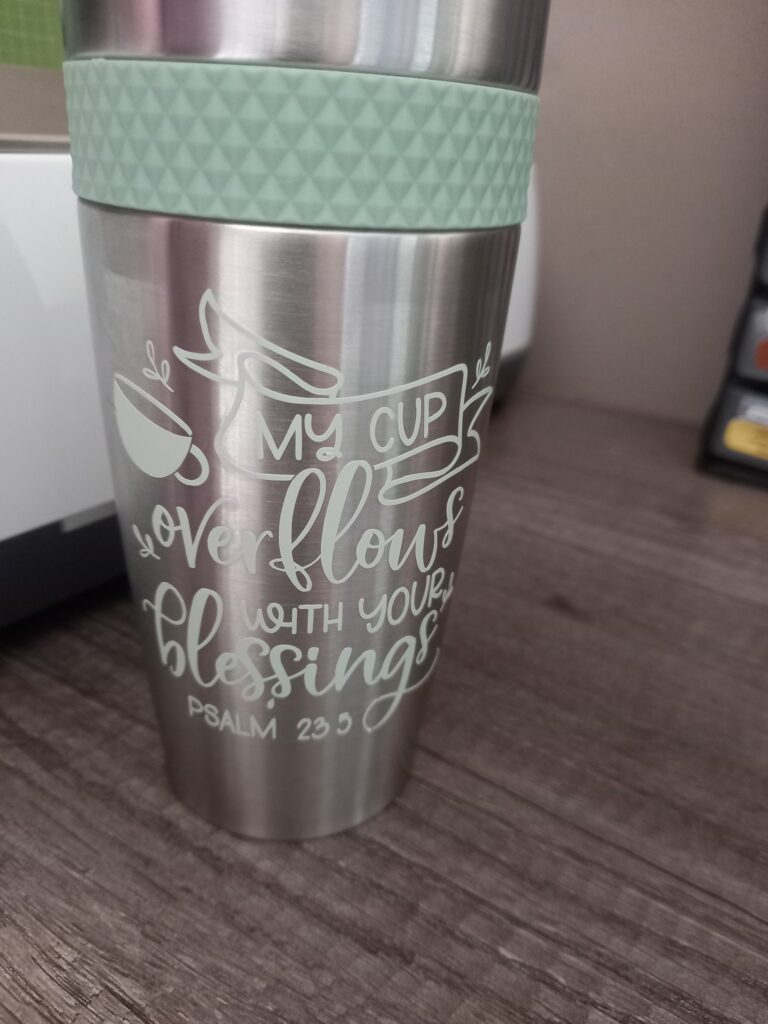 MY CUP
overflows
WITH YOUR
blessings
PSALM 23 5